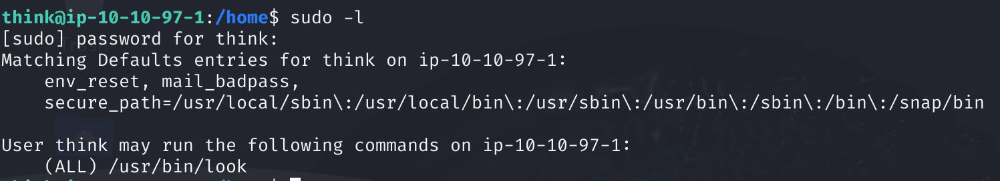 think@ip-10-10-97-1:/home$ sudo -l
[sudo] password for think:
Matching Defaults entries for think on ip-10-10-97-1:
    env_reset, mail_badpass,
    secure_path=/usr/local/sbin\:/usr/local/bin\:/usr/sbin\:/usr/bin\:/sbin\:/bin\:/snap/bin

User think may run the following commands on ip-10-10-97-1:
    (ALL) /usr/bin/look